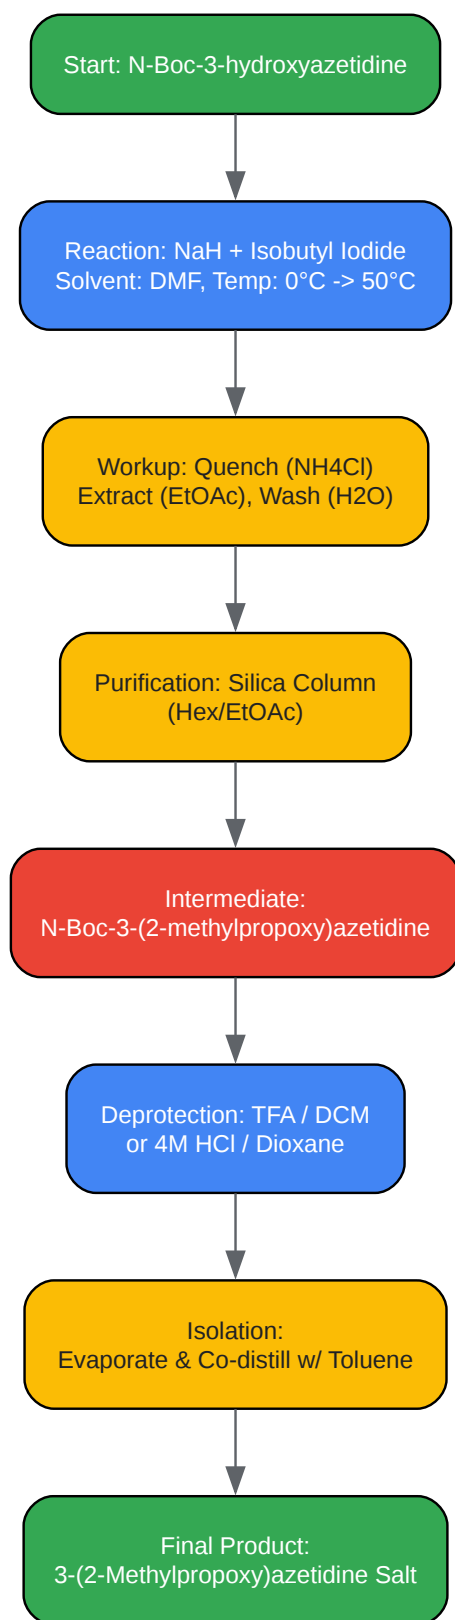 Start: N-Boc-3-hydroxyazetidine
Reaction: NaH + Isobutyl Iodide
Solvent: DMF, Temp: 0°C -> 50°C
Workup: Quench (NH4Cl)
Extract (EtOAc), Wash (H2O)
Purification: Silica Column
(Hex/EtOAc)
Intermediate:
N-Boc-3-(2-methylpropoxy)azetidine
Deprotection: TFA / DCM
or 4M HCl / Dioxane
Isolation:
Evaporate & Co-distill w/ Toluene
Final Product:
3-(2-Methylpropoxy)azetidine Salt